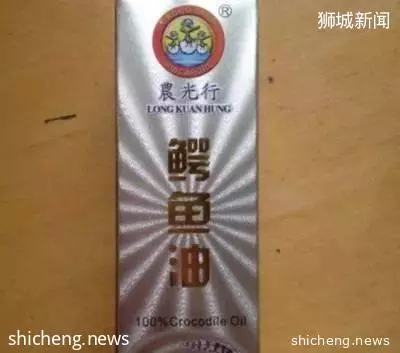 狮城新闻
®
農光行
LONG KUAN HUNG
鳄鱼油
100%Crocodile Oil
shicheng.news
shicheng.news